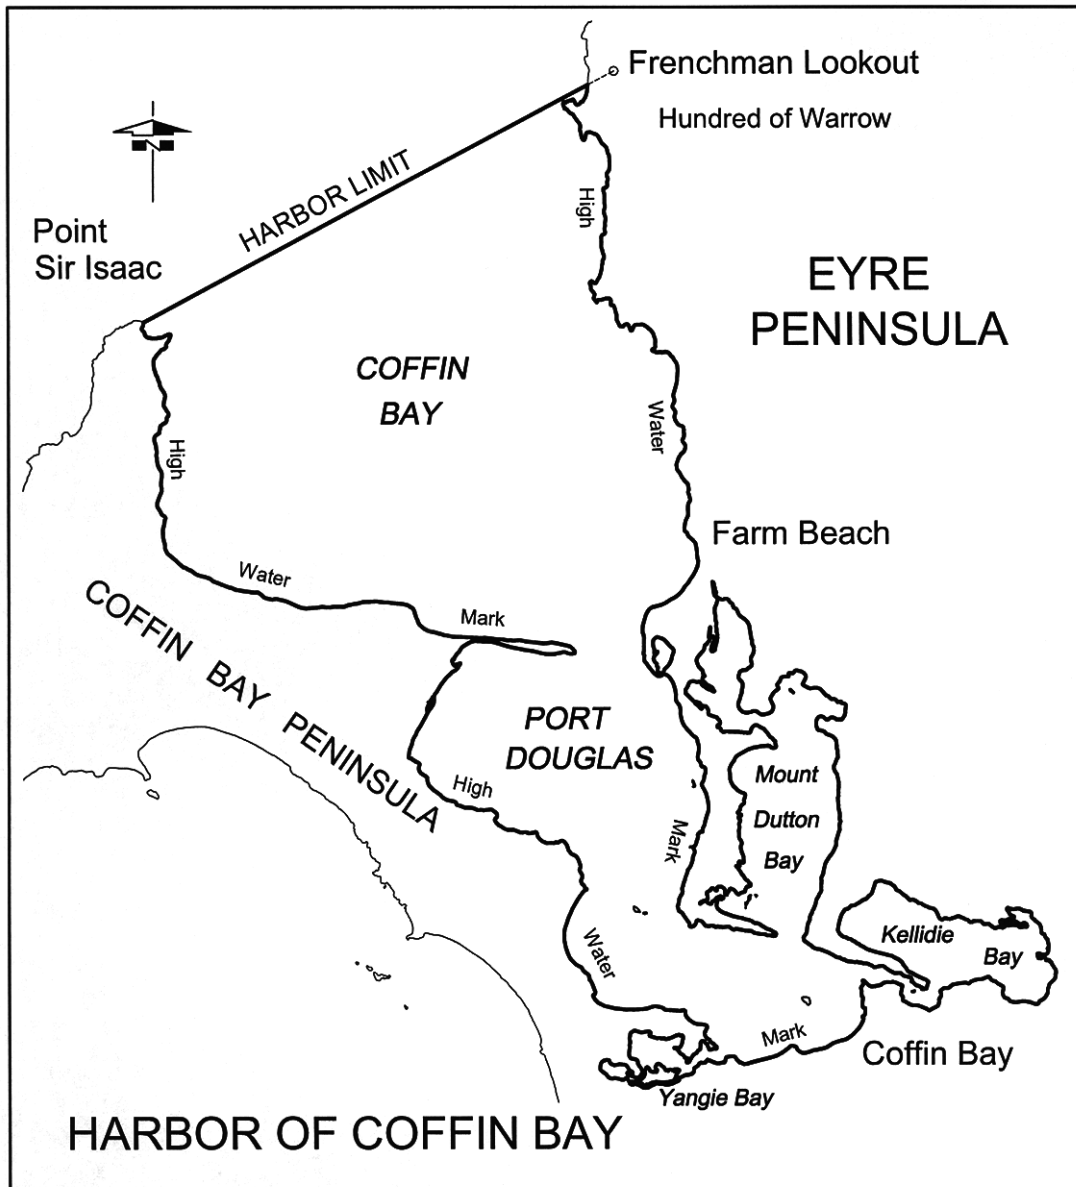 Frenchman Lookout
Hundred of Warrow
N
HARBOR LIMIT
Point
Sir Isaac
High
EYRE
PENINSULA
COFFIN
BAY
Water
High
Farm Beach
Water
Mark
COFFIN BAY PENINSULA
PORT
DOUGLAS
High
Mark
Mount
Dutton
Bay
Kellidie
Bay
Water
Mark
Coffin Bay
Yangie Bay
HARBOR OF COFFIN BAY